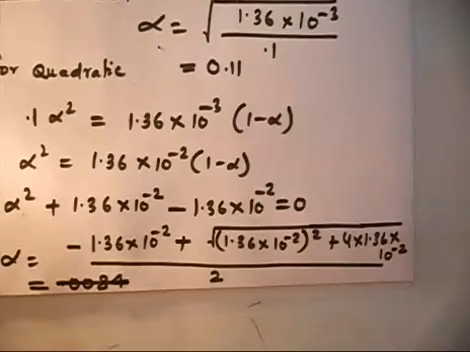 α = √1.36 × 10⁻³ / .1
or Quadratic = 0.11
.1 α² = 1.36 × 10⁻³ (1-α)
α² = 1.36 × 10⁻² (1-α)
α² + 1.36 × 10⁻² - 1.36 × 10⁻² = 0
α = - 1.36 × 10⁻² + √(1.36 × 10⁻²)² + 4 × 1.36 × 10⁻² / 2
=